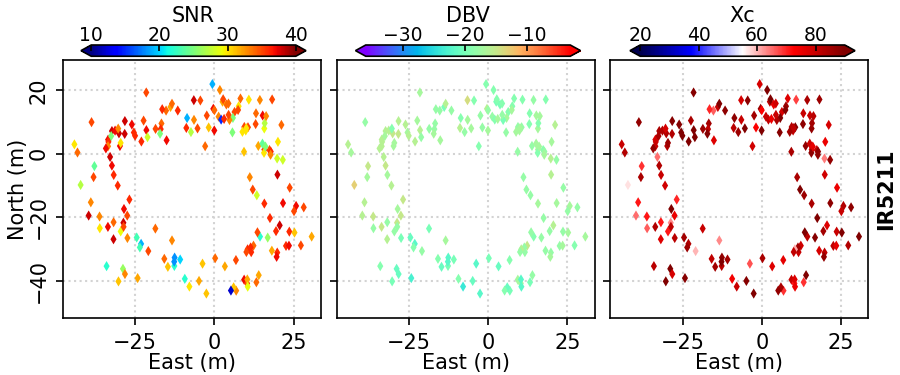 SNR
10 20 30 40
DBV
−30 −20 −10
Xc
20 40 60 80
North (m)
20
0
−20
−40
−25 0 25
East (m)
−25 0 25
East (m)
−25 0 25
East (m)
IR5211